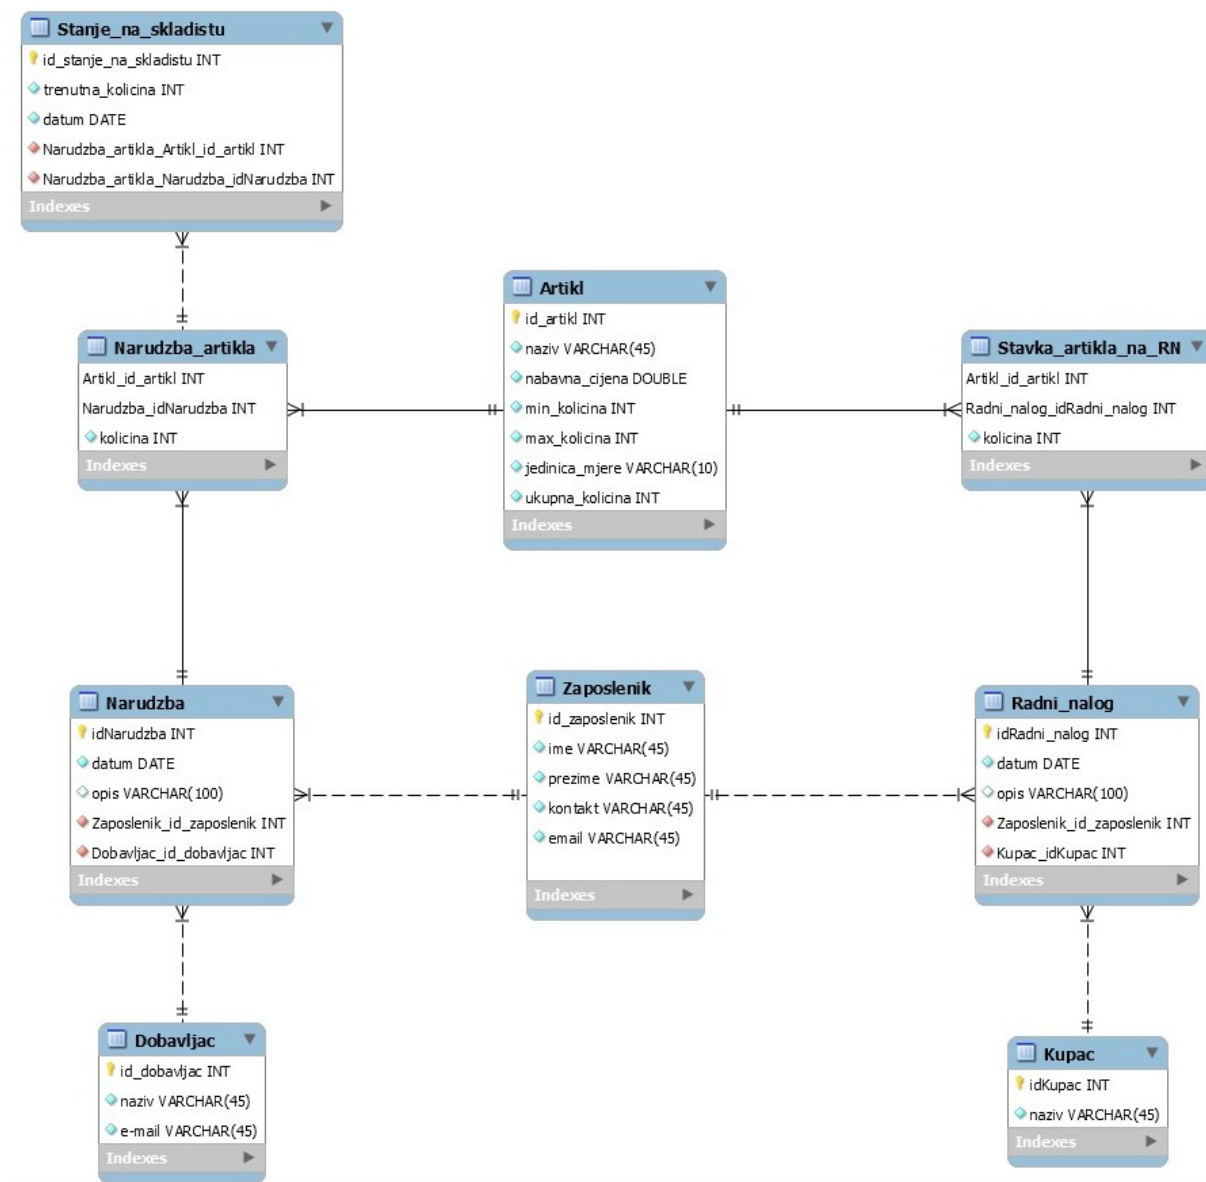 Stanje_na_skladistu
id_stanje_na_skladistu INT
trenutna_kolicina INT
datum DATE
Narudzba_artikla_Artikl_id_artikl INT
Narudzba_artikla_Narudzba_idNarudzba INT
Indexes
Narudzba_artikla
Artikl_id_artikl INT
Narudzba_idNarudzba INT
kolicina INT
Indexes
Artikl
id_artikl INT
naziv VARCHAR(45)
nabavna_cijena DOUBLE
min_kolicina INT
max_kolicina INT
jedinica_mjere VARCHAR(10)
ukupna_kolicina INT
Indexes
Stavka_artikla_na_RN
Artikl_id_artikl INT
Radni_nalog_idRadni_nalog INT
kolicina INT
Indexes
Narudzba
idNarudzba INT
datum DATE
opis VARCHAR(100)
Zaposlenik_id_zaposlenik INT
Dobavljac_id_dobavljac INT
Indexes
Zaposlenik
id_zaposlenik INT
ime VARCHAR(45)
prezime VARCHAR(45)
kontakt VARCHAR(45)
email VARCHAR(45)
Indexes
Radni_nalog
idRadni_nalog INT
datum DATE
opis VARCHAR(100)
Zaposlenik_id_zaposlenik INT
Kupac_idKupac INT
Indexes
Dobavljac
id_dobavljac INT
naziv VARCHAR(45)
e-mail VARCHAR(45)
Indexes
Kupac
idKupac INT
naziv VARCHAR(45)
Indexes